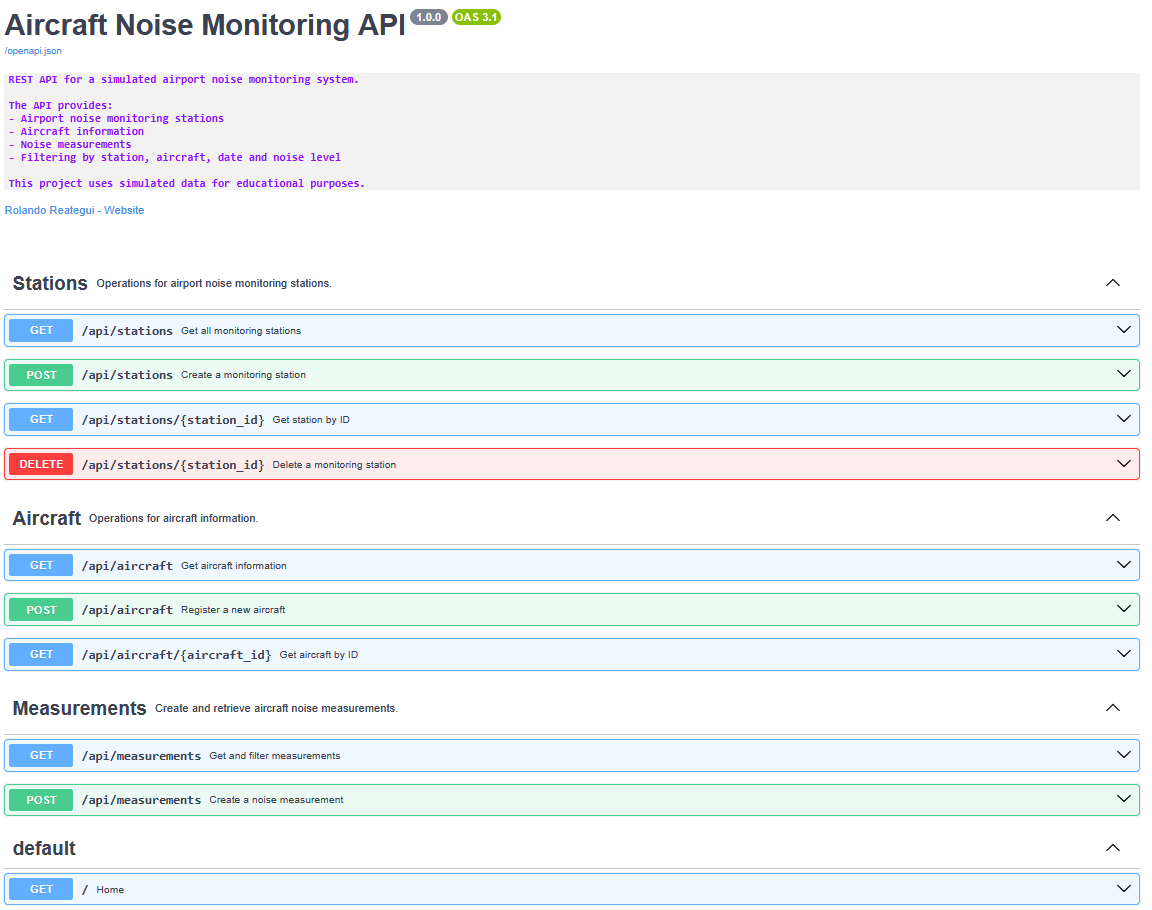 Aircraft Noise Monitoring API 1.0.0 OAS 3.1
/openapi.json
REST API for a simulated airport noise monitoring system.
The API provides:
- Airport noise monitoring stations
- Aircraft information
- Noise measurements
- Filtering by station, aircraft, date and noise level
This project uses simulated data for educational purposes.
Rolando Reategui - Website
Stations Operations for airport noise monitoring stations.
GET /api/stations Get all monitoring stations
POST /api/stations Create a monitoring station
GET /api/stations/{station_id} Get station by ID
DELETE /api/stations/{station_id} Delete a monitoring station
Aircraft Operations for aircraft information.
GET /api/aircraft Get aircraft information
POST /api/aircraft Register a new aircraft
GET /api/aircraft/{aircraft_id} Get aircraft by ID
Measurements Create and retrieve aircraft noise measurements.
GET /api/measurements Get and filter measurements
POST /api/measurements Create a noise measurement
default
GET / Home